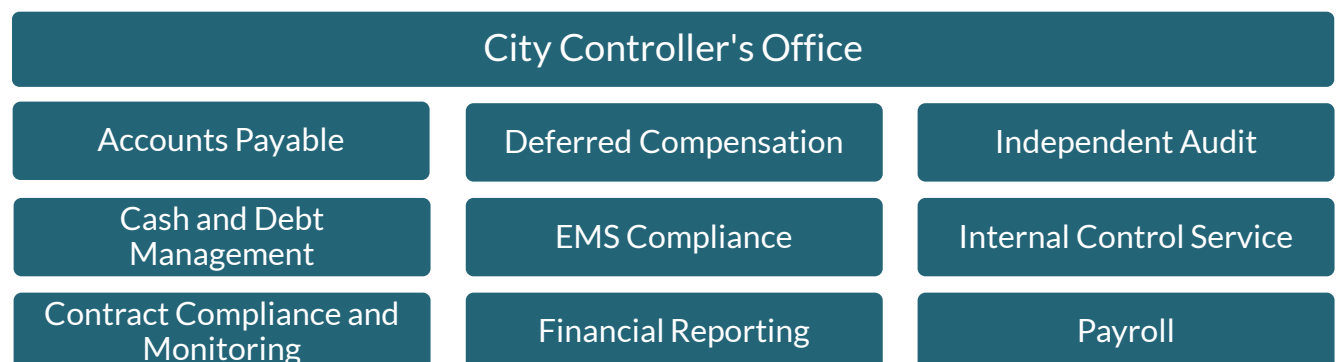 City Controller's Office
Accounts Payable
Deferred Compensation
Independent Audit
Cash and Debt
Management
EMS Compliance
Internal Control Service
Contract Compliance and
Monitoring
Financial Reporting
Payroll